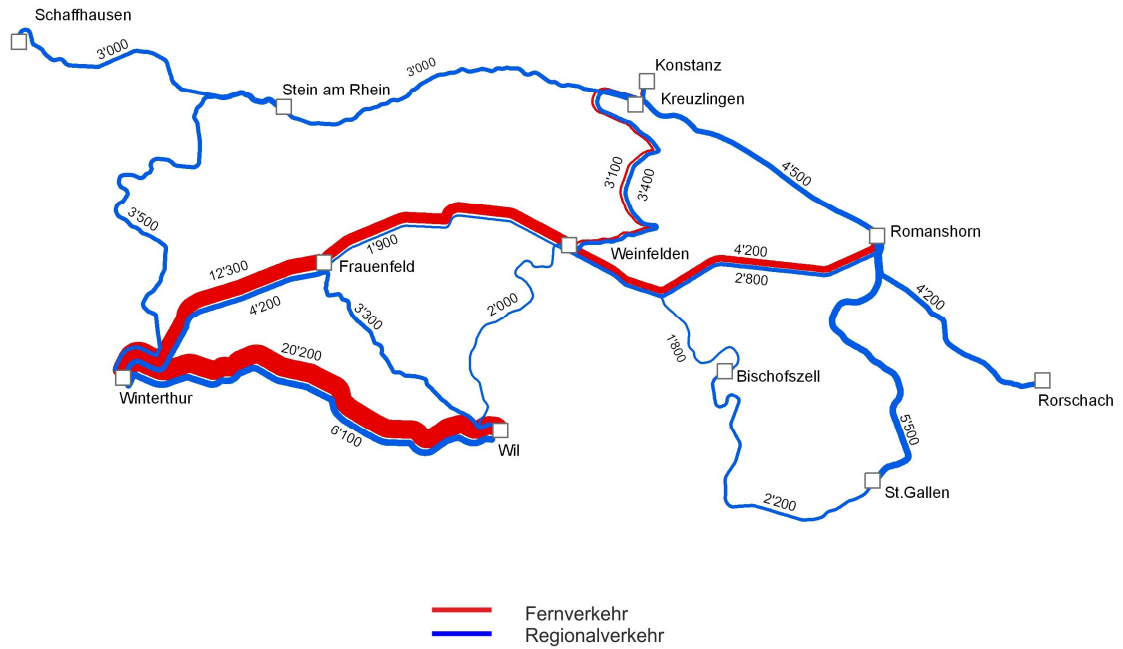 Schaffhausen
3'000
Konstanz
3'000
Stein am Rhein
Kreuzlingen
3'100
3'400
4'500
3'500
1'900
Romanshorn
Weinfelden
4'200
12'300
Frauenfeld
2'800
4'200
4'200
2'000
3'300
1'800
20'200
Bischofszell
Winterthur
Rorschach
6'100
5'500
Wil
St.Gallen
2'200
Fernverkehr
Regionalverkehr